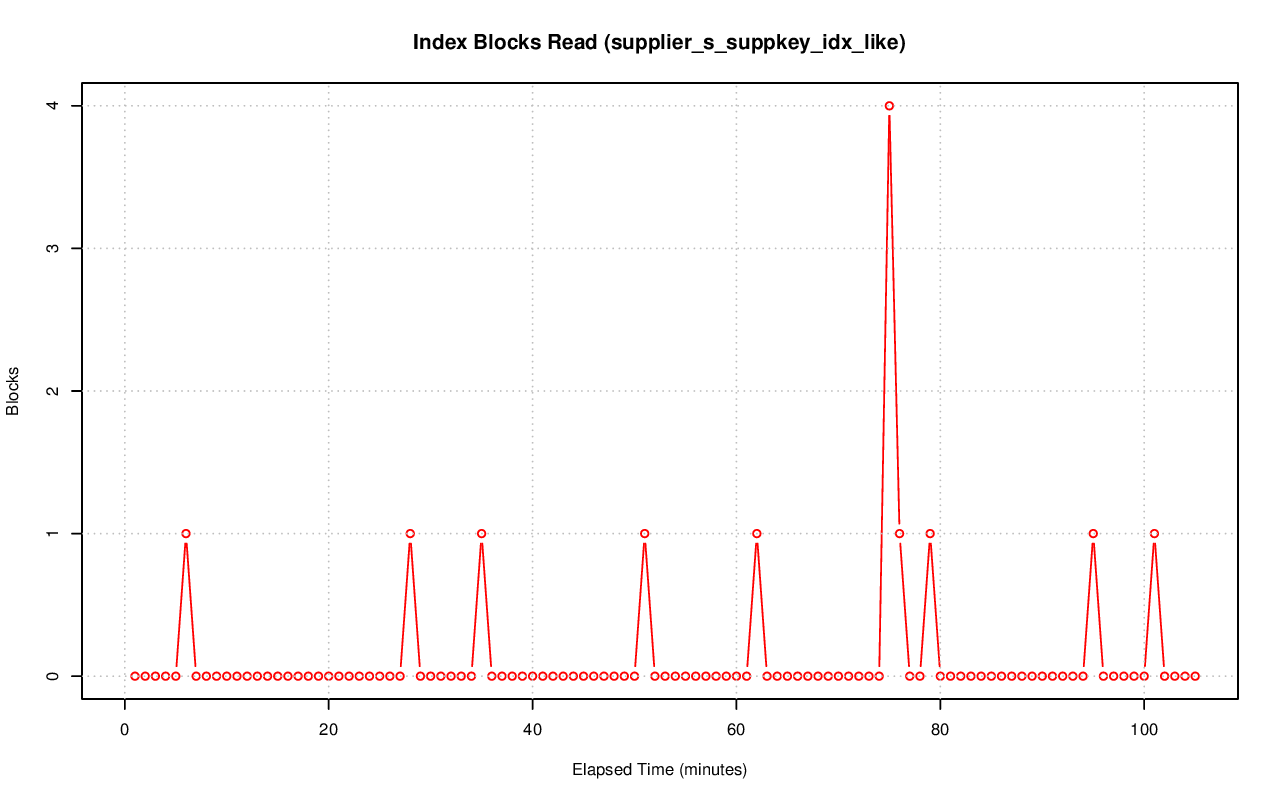 Index Blocks Read (supplier_s_suppkey_idx_like)
4
3
2
1
0
Blocks
0 20 40 60 80 100
Elapsed Time (minutes)